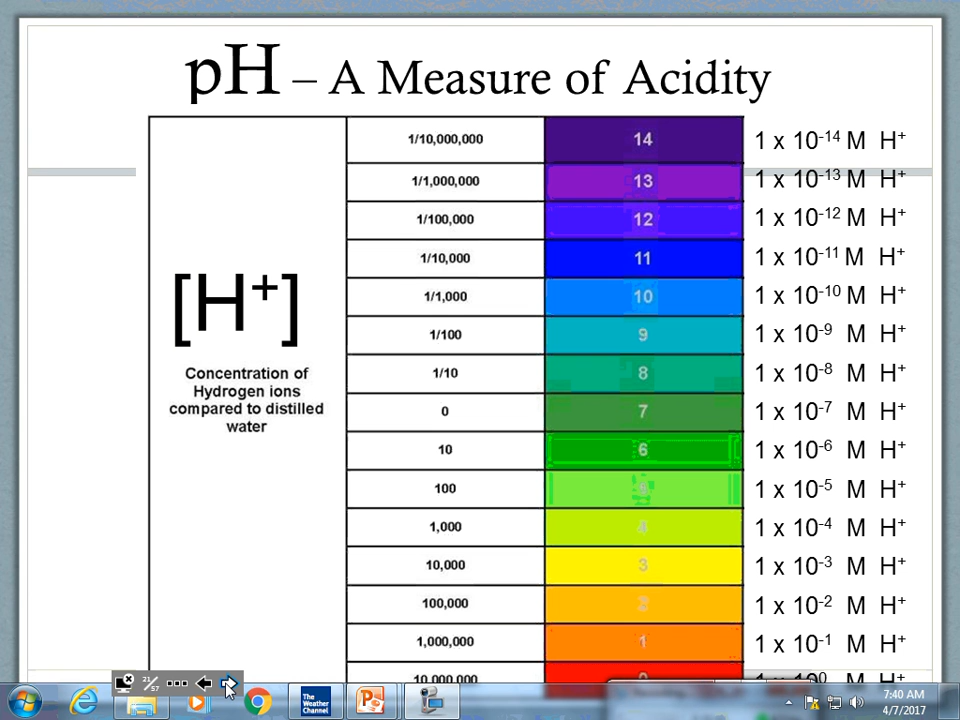 pH – A Measure of Acidity
[H⁺]
Concentration of
Hydrogen ions
compared to distilled
water
1/10,000,000 14 1 x 10⁻¹⁴ M H⁺
1/1,000,000 13 1 x 10⁻¹³ M H⁺
1/100,000 12 1 x 10⁻¹² M H⁺
1/10,000 11 1 x 10⁻¹¹ M H⁺
1/1,000 10 1 x 10⁻¹⁰ M H⁺
1/100 9 1 x 10⁻⁹ M H⁺
1/10 8 1 x 10⁻⁸ M H⁺
0 7 1 x 10⁻⁷ M H⁺
10 6 1 x 10⁻⁶ M H⁺
100 1 x 10⁻⁵ M H⁺
1,000 4 1 x 10⁻⁴ M H⁺
10,000 3 1 x 10⁻³ M H⁺
100,000 2 1 x 10⁻² M H⁺
1,000,000 1 1 x 10⁻¹ M H⁺
10,000,000 0 1 x 10⁰ M H⁺
21/57
The
Weather
Channel
7:40 AM
4/7/2017